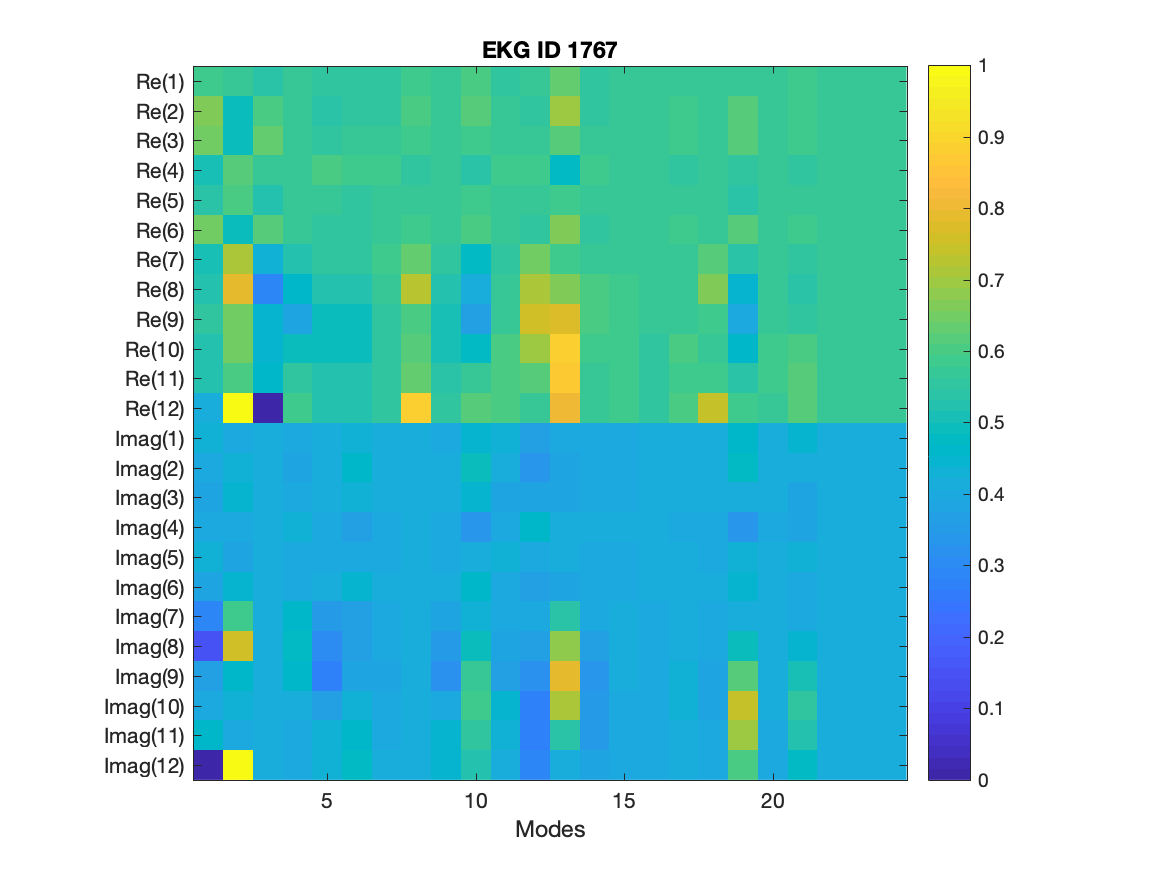 EKG ID 1767
Re(1)
Re(2)
Re(3)
Re(4)
Re(5)
Re(6)
Re(7)
Re(8)
Re(9)
Re(10)
Re(11)
Re(12)
Imag(1)
Imag(2)
Imag(3)
Imag(4)
Imag(5)
Imag(6)
Imag(7)
Imag(8)
Imag(9)
Imag(10)
Imag(11)
Imag(12)
5 10 15 20
Modes
1
0.9
0.8
0.7
0.6
0.5
0.4
0.3
0.2
0.1
0